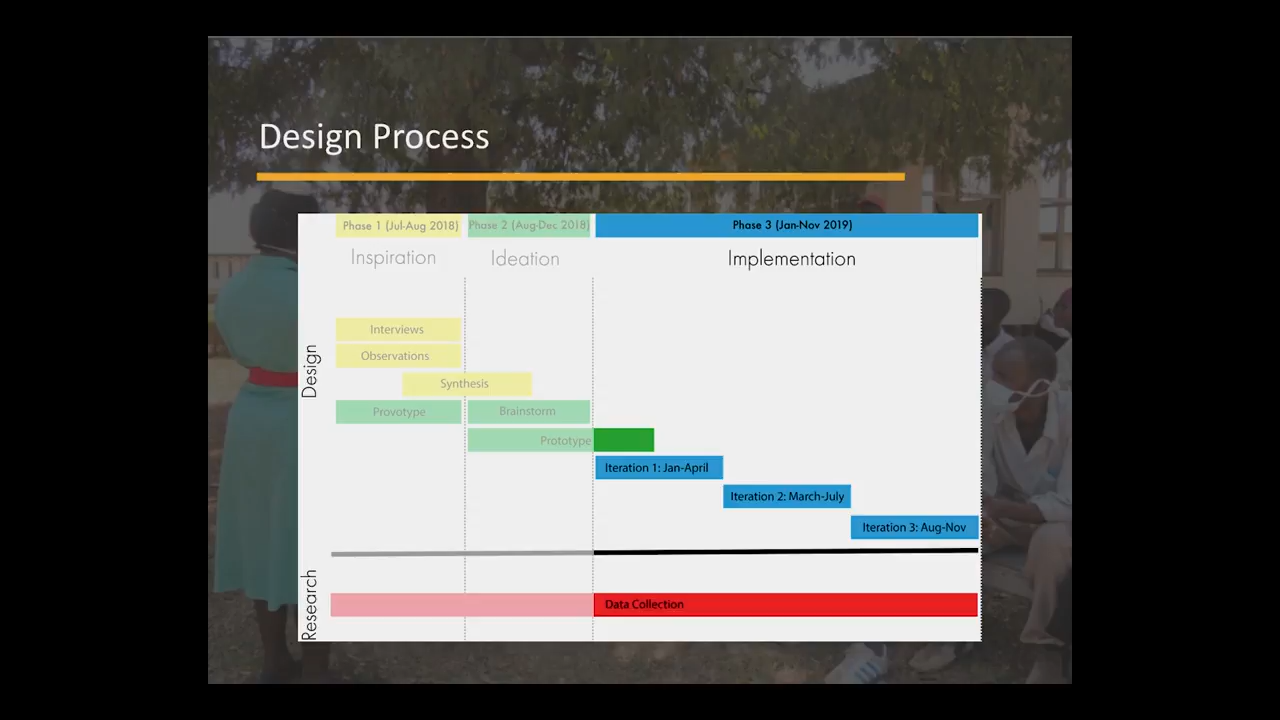 Design Process
Phase 1 (Jul-Aug 2018)
Phase 2 (Aug-Dec 2018)
Phase 3 (Jan-Nov 2019)
Inspiration
Ideation
Implementation
Design
Interviews
Observations
Synthesis
Provotype
Brainstorm
Prototype
Iteration 1: Jan-April
Iteration 2: March-July
Iteration 3: Aug-Nov
Research
Data Collection